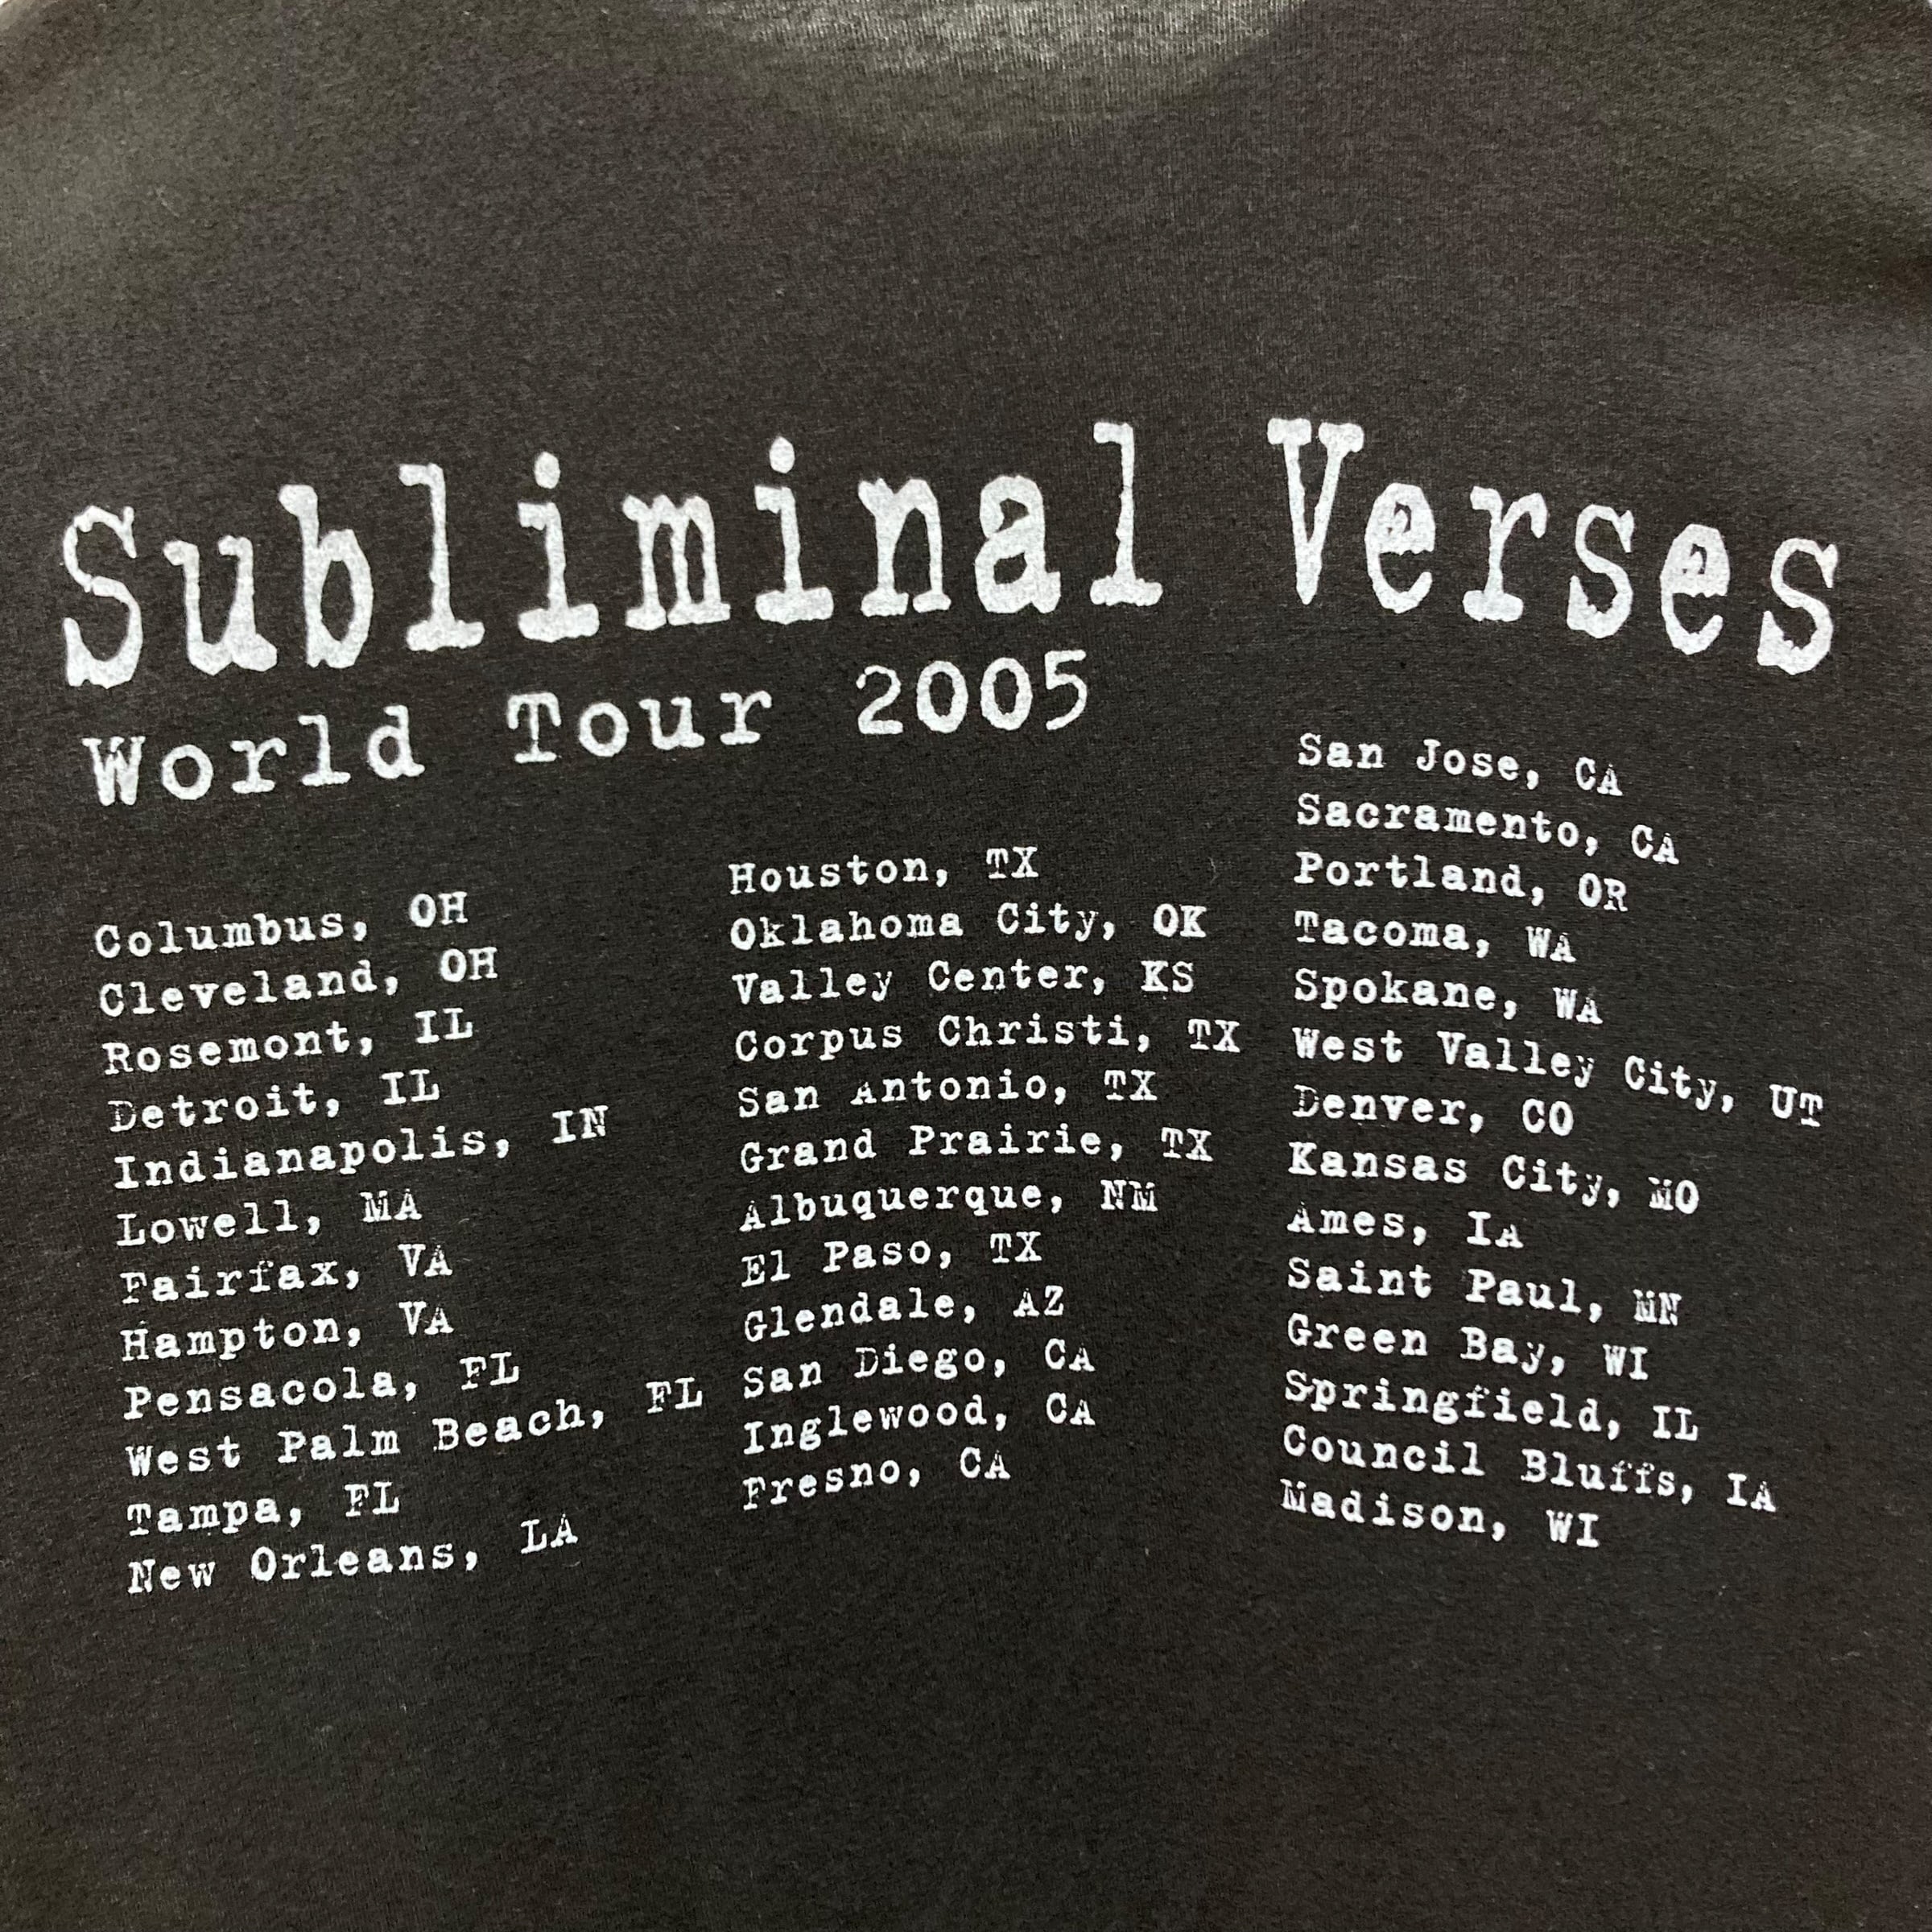 Subliminal Verses
World Tour 2005
Columbus, OH
Cleveland, OH
Rosemont, IL
Detroit, IL
Indianapolis, IN
Lowell, MA
Fairfax, VA
Hampton, VA
Pensacola, FL
West Palm Beach, FL
Tampa, FL
New Orleans, LA
Houston, TX
Oklahoma City, OK
Valley Center, KS
Corpus Christi, TX
San Antonio, TX
Grand Prairie, TX
Albuquerque, NM
El Paso, TX
Glendale, AZ
San Diego, CA
Inglewood, CA
Fresno, CA
San Jose, CA
Sacramento, CA
Portland, OR
Tacoma, WA
Spokane, WA
West Valley City, UT
Denver, CO
Kansas City, MO
Ames, IA
Saint Paul, MN
Green Bay, WI
Springfield, IL
Council Bluffs, IA
Madison, WI